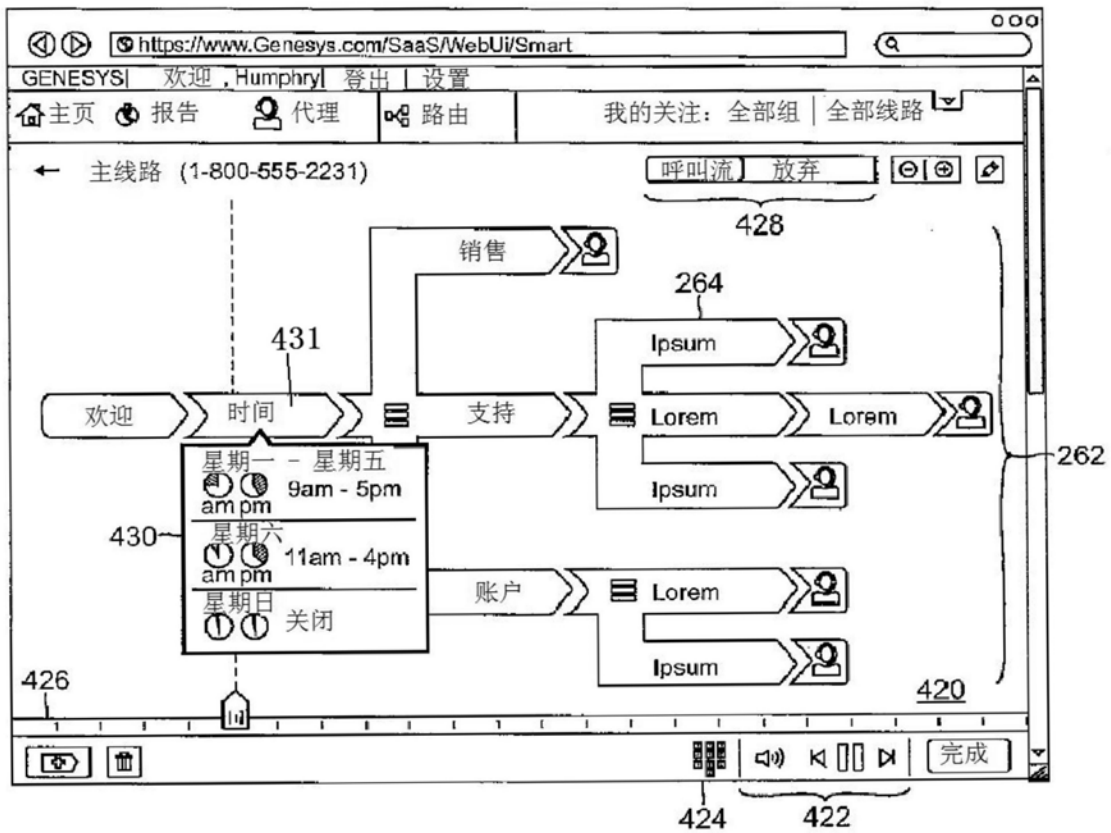 https://www.Genesys.com/SaaS/WebUi/Smart
GENESYS| 欢迎 ,Humphry| 登出 | 设置
主页 报告 代理 路由 我的关注: 全部组 | 全部线路
← 主线路 (1-800-555-2231) 呼叫流 放弃
428
销售
264
Ipsum
431
欢迎 时间 支持 Lorem Lorem
262
星期一 - 星期五
9am - 5pm
am pm
Ipsum
430
星期六
11am - 4pm
am pm
星期日
关闭
账户 Lorem
Ipsum
426
420
完成
424 422